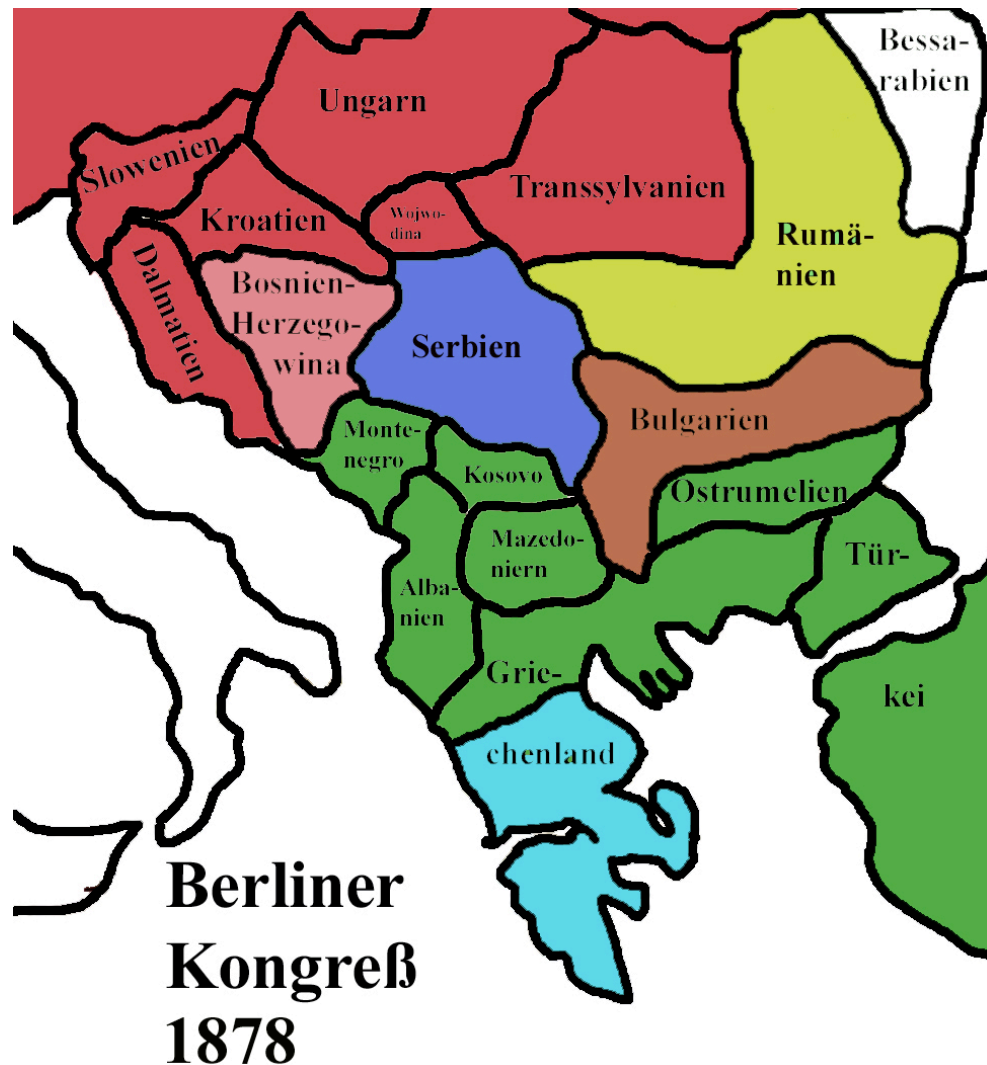 Bessa-
rabien
Ungarn
Slowenien
Transsylvanien
Kroatien
Wojwo-
dina
Rumä-
nien
Dalmatien
Bosnien-
Herzego-
wina
Serbien
Bulgarien
Monte-
negro
Kosovo
Ostrumelien
Mazedo-
niern
Tür-
kei
Alba-
nien
Grie-
chenland
Berliner
Kongreß
1878